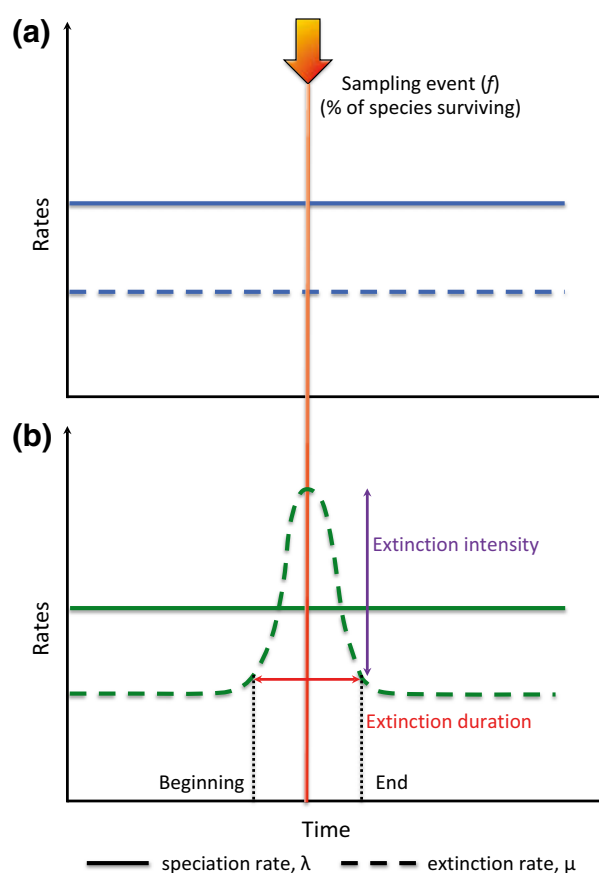 (a)
Sampling event (f)
(% of species surviving)
Rates
(b)
Extinction intensity
Rates
Extinction duration
Beginning
End
Time
speciation rate, λ
extinction rate, μ